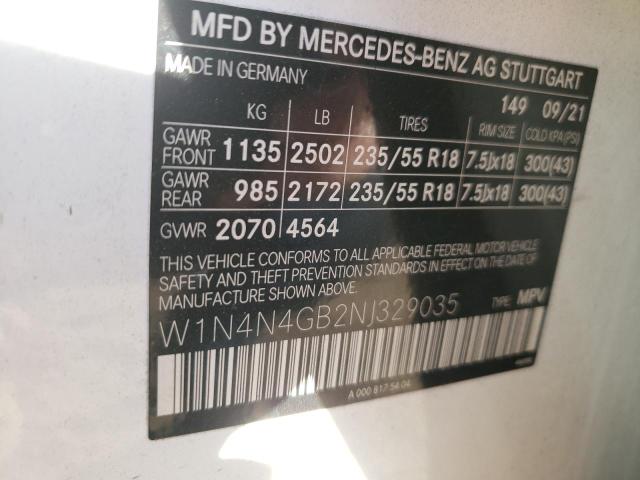 MFD BY MERCEDES-BENZ AG STUTTGART
MADE IN GERMANY
149 09/21
KG LB TIRES RIM SIZE COLD KPA(PSI)
GAWR FRONT 1135 2502 235/55 R18 7.5Jx18 300(43)
GAWR REAR 985 2172 235/55 R18 7.5Jx18 300(43)
GVWR 2070 4564
THIS VEHICLE CONFORMS TO ALL APPLICABLE FEDERAL MOTOR VEHICLE
SAFETY AND THEFT PREVENTION STANDARDS IN EFFECT ON THE DATE OF
MANUFACTURE SHOWN ABOVE.
W1N4N4GB2NJ329035 TYPE: MPV
A 000 817 54 04